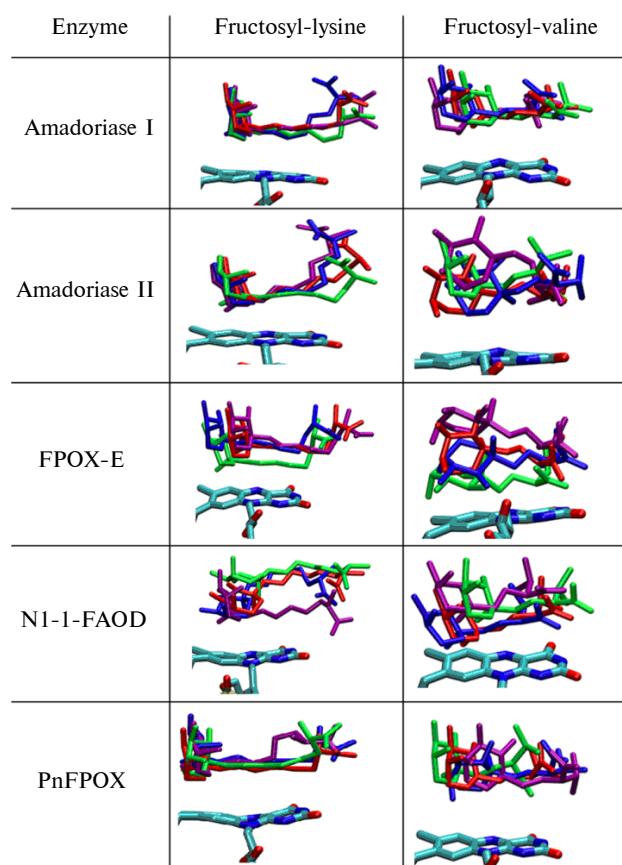 Enzyme Fructosyl-lysine Fructosyl-valine
Amadoriase I
Amadoriase II
FPOX-E
N1-1-FAOD
PnFPOX